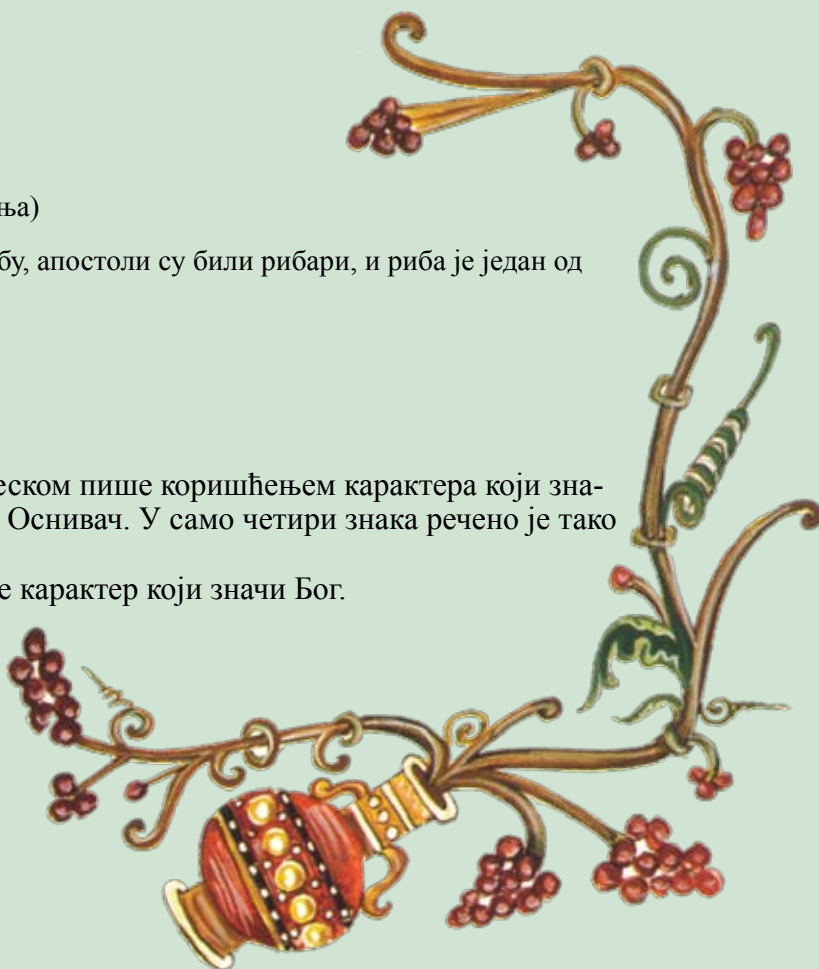 ња)
бу, апостоли су били рибари, и риба је један од
еском пише коришћењем карактера који зна-
Оснивач. У само четири знака речено је тако
е карактер који значи Бог.